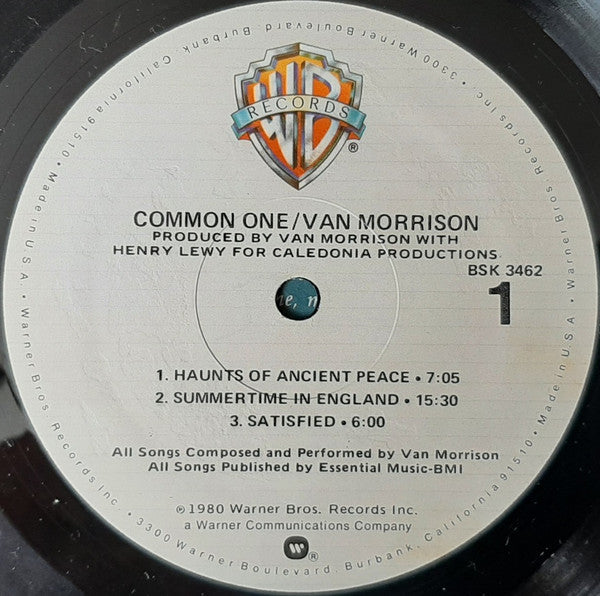 WB
RECORDS
®
COMMON ONE/VAN MORRISON
PRODUCED BY VAN MORRISON WITH
HENRY LEWY FOR CALEDONIA PRODUCTIONS
BSK 3462
1
1. HAUNTS OF ANCIENT PEACE • 7:05
2. SUMMERTIME IN ENGLAND • 15:30
3. SATISFIED • 6:00
All Songs Composed and Performed by Van Morrison
All Songs Published by Essential Music-BMI
℗1980 Warner Bros. Records Inc.
a Warner Communications Company
®
Warner Bros. Records Inc. • 3300 Warner Boulevard, Burbank, California 91510 • Made in U.S.A. • Warner Bros. Records Inc. • 3300 Warner Boulevard, Burbank, California 91510 • Made in U.S.A. •